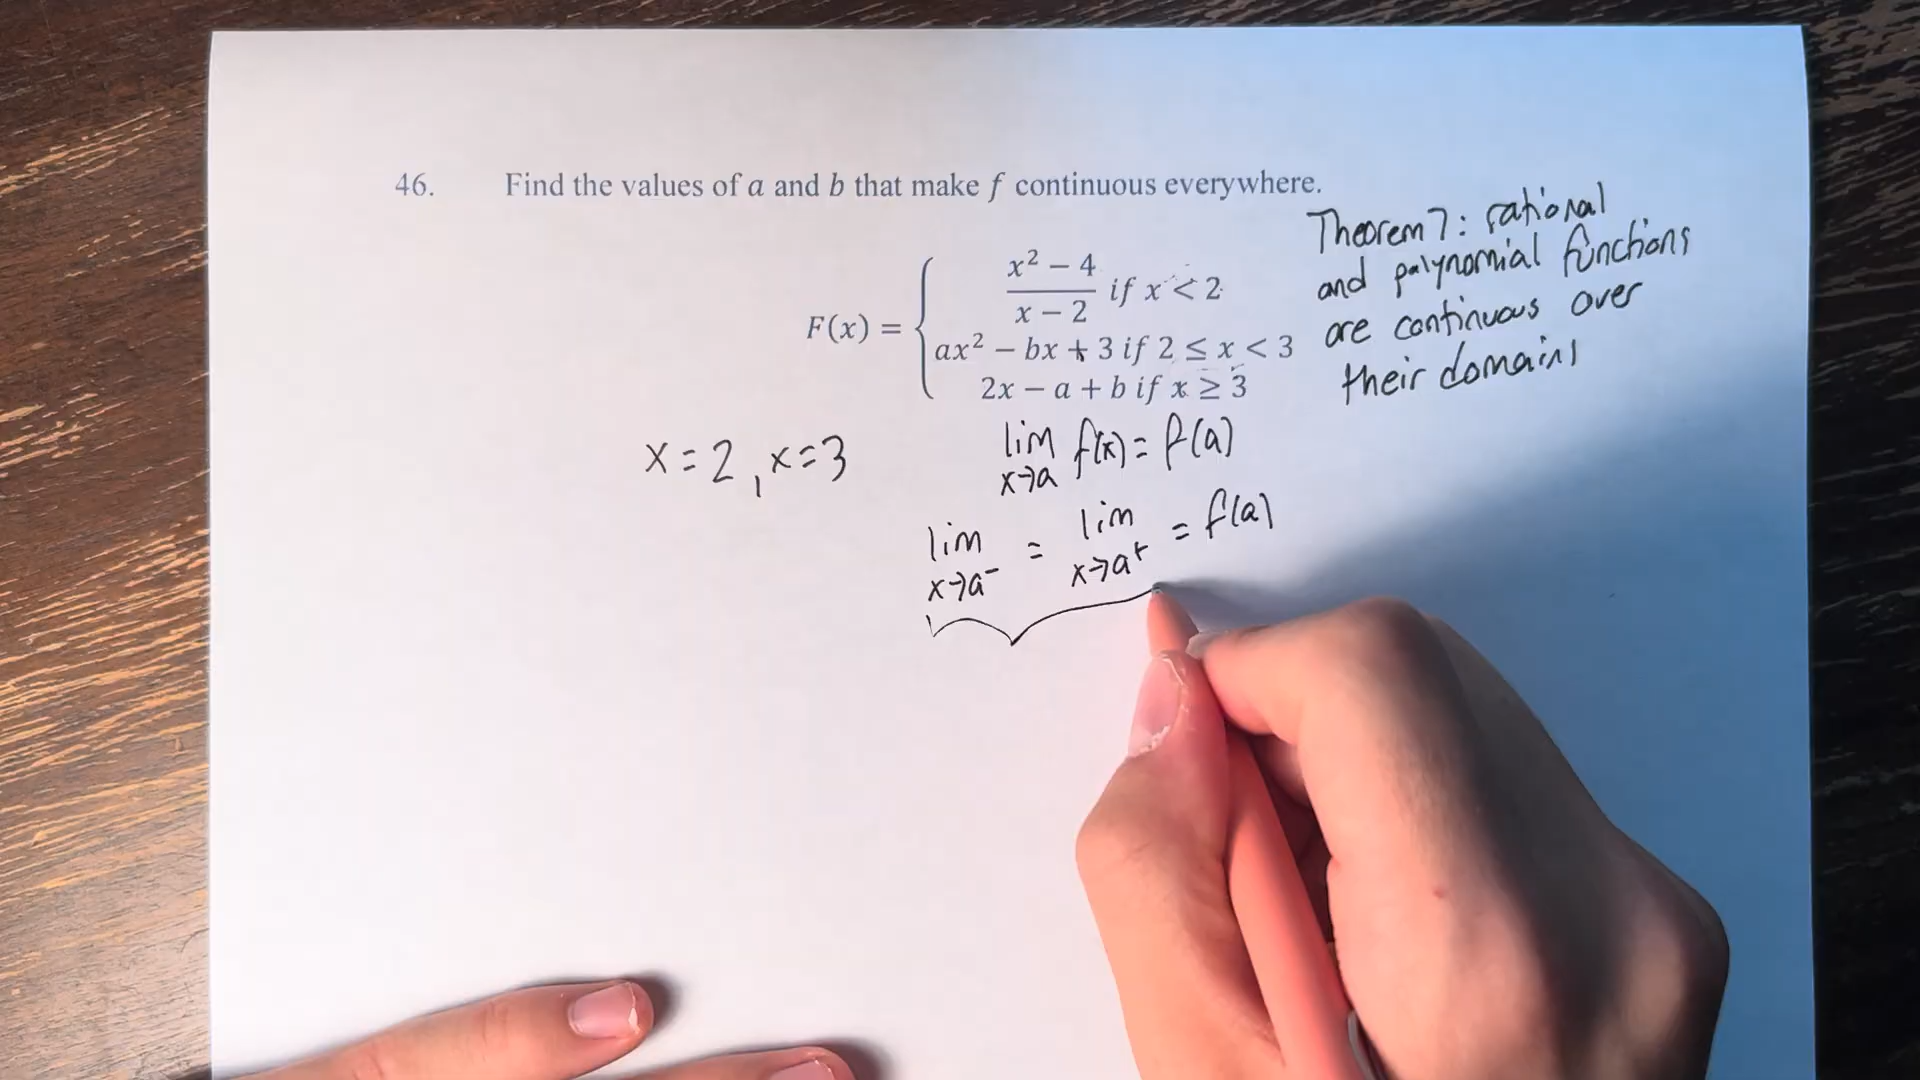 46. Find the values of a and b that make f continuous everywhere.
F(x) = { (x² − 4)/(x − 2) if x < 2
ax² − bx + 3 if 2 ≤ x < 3
2x − a + b if x ≥ 3
Theorem 7: rational
and polynomial functions
are continuous over
their domains
x=2, x=3
lim x→a f(x) = f(a)
lim x→a⁻ = lim x→a⁺ = f(a)